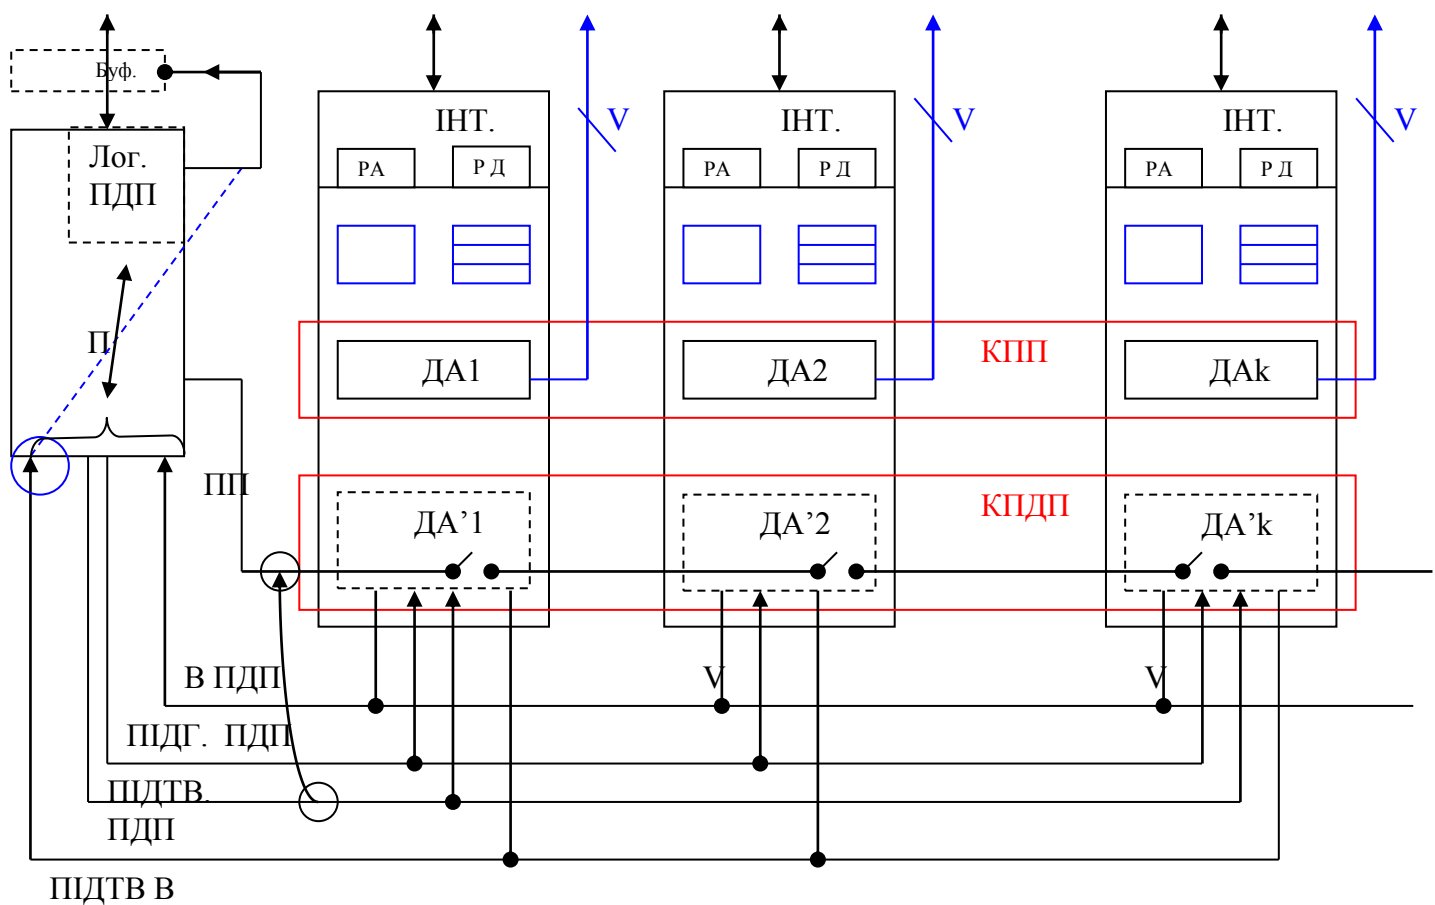 Буф.
ІНТ.
V
ІНТ.
V
ІНТ.
V
Лог.
ПДП
РА
Р Д
РА
Р Д
РА
Р Д
П
ДА1
ДА2
КПП
ДАk
ПП
ДА’1
ДА’2
КПДП
ДА’k
В ПДП
V
V
ПІДГ. ПДП
ПІДТВ.
ПДП
ПІДТВ В